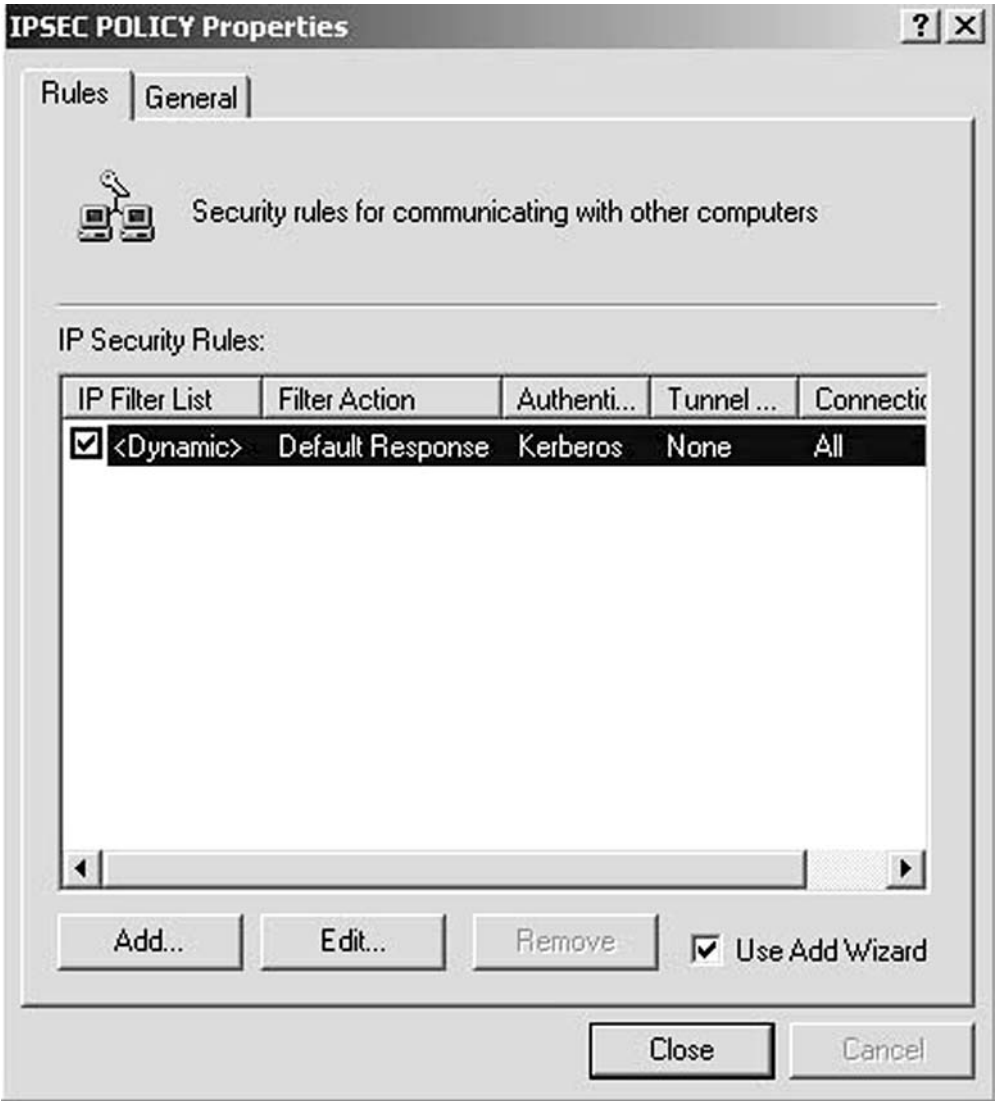 IPSEC POLICY Properties
Rules General
Security rules for communicating with other computers
IP Security Rules:
IP Filter List Filter Action Authenti... Tunnel ... Connectic
<Dynamic> Default Response Kerberos None All
Add... Edit... Remove Use Add Wizard
Close Cancel